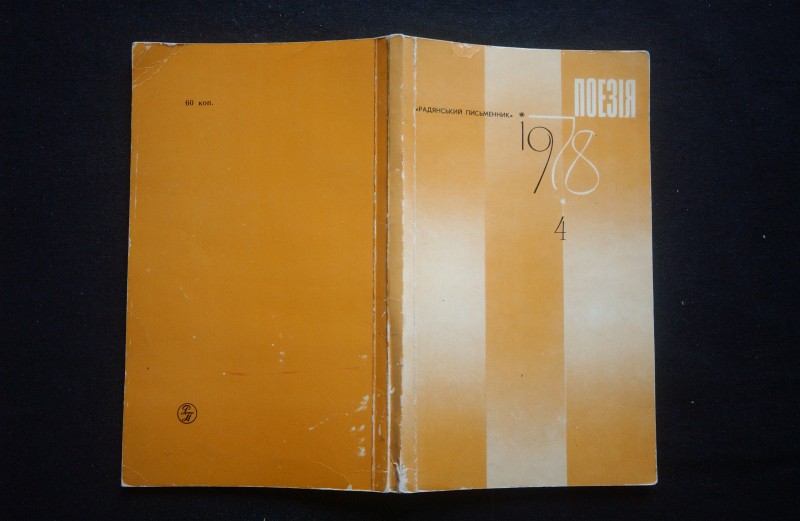 60 коп.
ПОЕЗІЯ
«РАДЯНСЬКИЙ ПИСЬМЕННИК»
1978
4